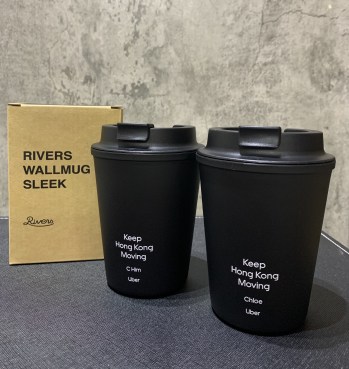 RIVERS
WALLMUG
SLEEK
Rivers
Keep
Hong Kong
Moving
C Him
Uber
Keep
Hong Kong
Moving
Chloe
Uber